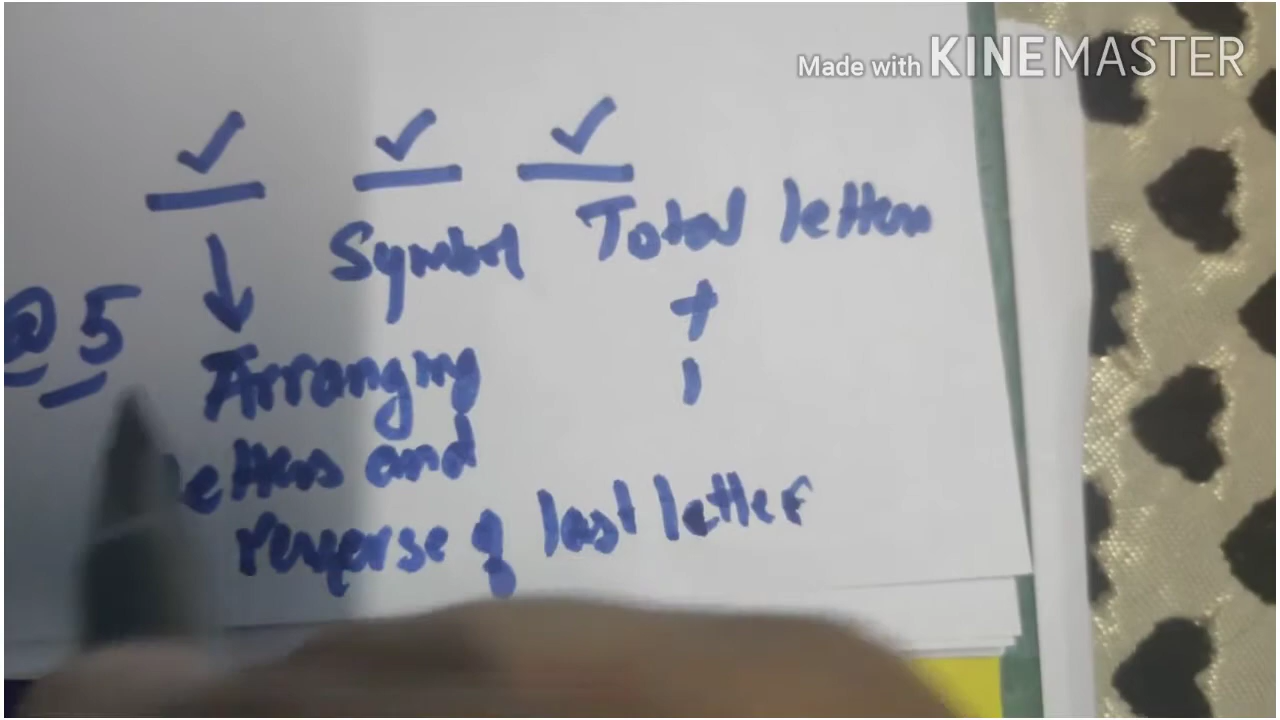 Made with KINEMASTER
Symbol Total letters
@ 5
+
Arranging
1
letters and
reverse of last letter